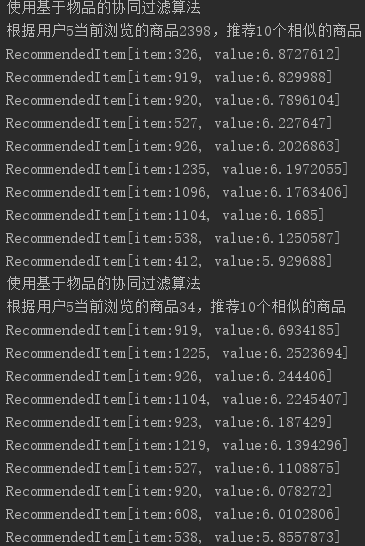 使用基于物品的协同过滤算法
根据用户5当前浏览的商品2398，推荐10个相似的商品
RecommendedItem[item:326, value:6.8727612]
RecommendedItem[item:919, value:6.829988]
RecommendedItem[item:920, value:6.7896104]
RecommendedItem[item:527, value:6.227647]
RecommendedItem[item:926, value:6.2026863]
RecommendedItem[item:1235, value:6.1972055]
RecommendedItem[item:1096, value:6.1763406]
RecommendedItem[item:1104, value:6.1685]
RecommendedItem[item:538, value:6.1250587]
RecommendedItem[item:412, value:5.929688]
使用基于物品的协同过滤算法
根据用户5当前浏览的商品34，推荐10个相似的商品
RecommendedItem[item:919, value:6.6934185]
RecommendedItem[item:1225, value:6.2523694]
RecommendedItem[item:926, value:6.244406]
RecommendedItem[item:1104, value:6.2245407]
RecommendedItem[item:923, value:6.187429]
RecommendedItem[item:1219, value:6.1394296]
RecommendedItem[item:527, value:6.1108875]
RecommendedItem[item:920, value:6.078272]
RecommendedItem[item:608, value:6.0102806]
RecommendedItem[item:538, value:5.8557873]